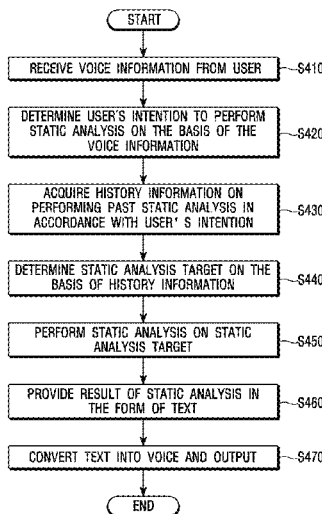 START
RECEIVE VOICE INFORMATION FROM USER
S410
DETERMINE USER'S INTENTION TO PERFORM
STATIC ANALYSIS ON THE BASIS OF THE
VOICE INFORMATION
S420
ACQUIRE HISTORY INFORMATION ON
PERFORMING PAST STATIC ANALYSIS IN
ACCORDANCE WITH USER'S INTENTION
S430
DETERMINE STATIC ANALYSIS TARGET ON THE
BASIS OF HISTORY INFORMATION
S440
PERFORM STATIC ANALYSIS ON STATIC
ANALYSIS TARGET
S450
PROVIDE RESULT OF STATIC ANALYSIS IN
THE FORM OF TEXT
S460
CONVERT TEXT INTO VOICE AND OUTPUT
S470
END